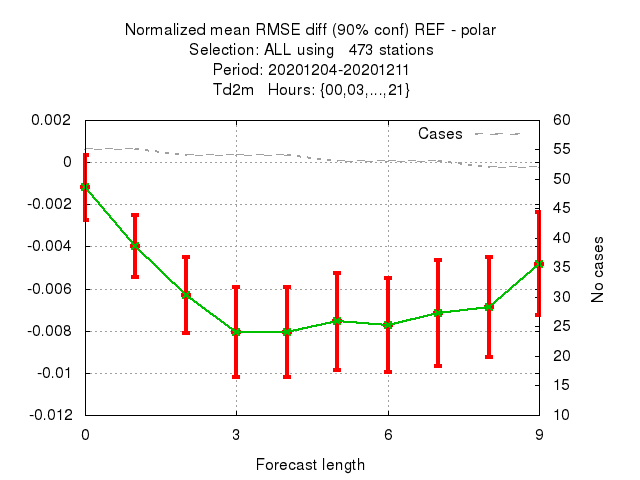 Normalized mean RMSE diff (90% conf) REF - polar
Selection: ALL using   473 stations
Period: 20201204-20201211
Td2m   Hours: {00,03,...,21}
Cases
0.002
0
-0.002
-0.004
-0.006
-0.008
-0.01
-0.012
60
55
50
45
40
35
30
25
20
15
10
No cases
0 3 6 9
Forecast length